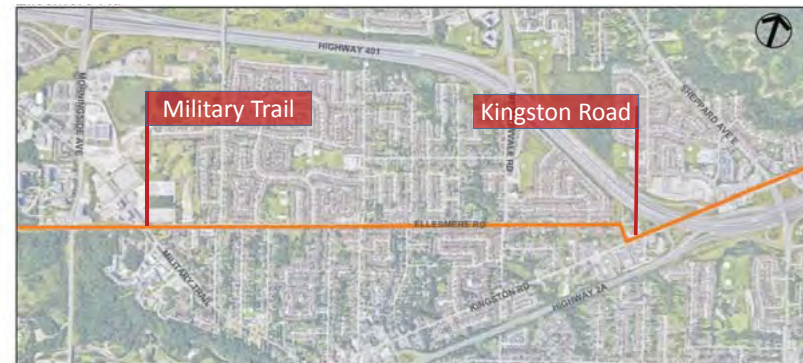 HIGHWAY 401
MORNINGSIDE AVE
Military Trail
Kingston Road
SHEPPARD AVE E
ELLESMERE RD
MILITARY TRAIL
KINGSTON RD
HIGHWAY 2A